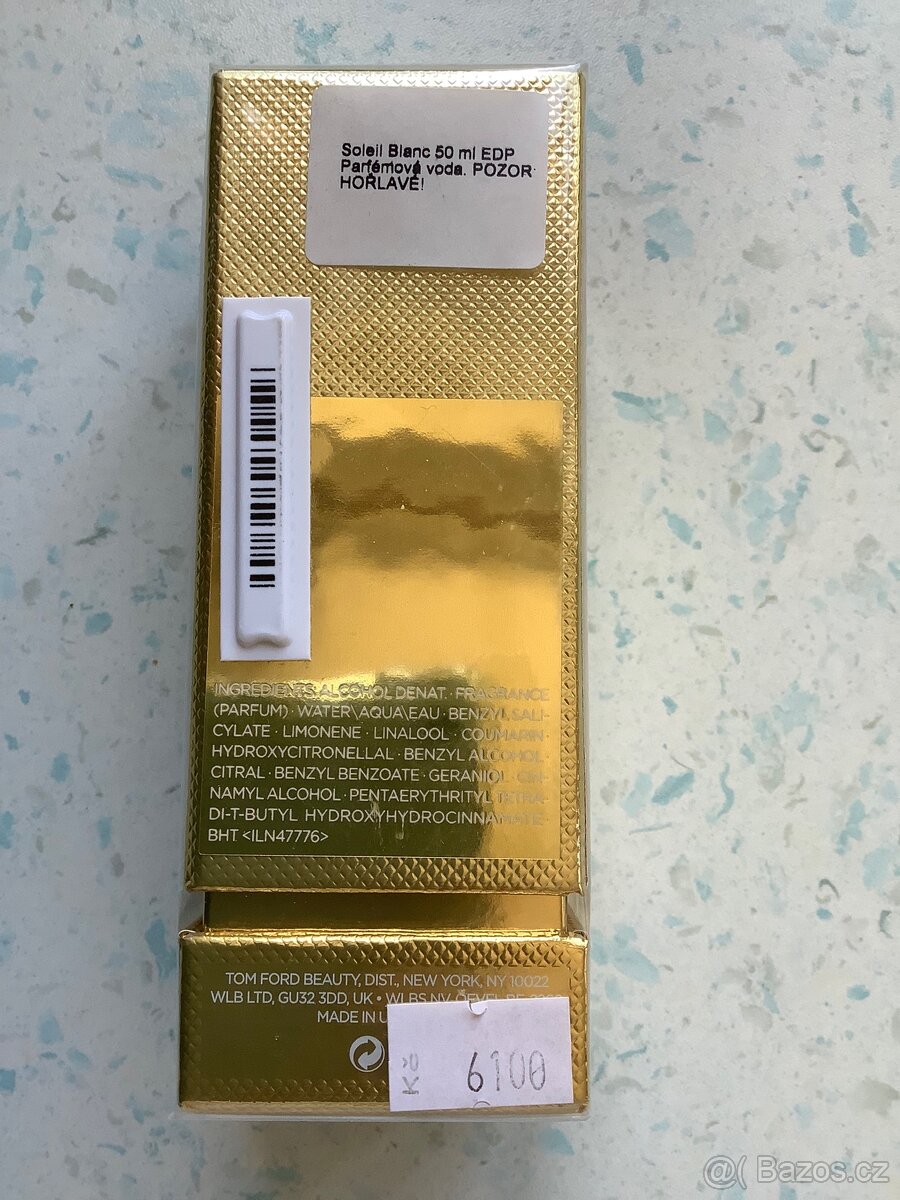 Soleil Blanc 50 ml EDP
Parfémová voda. POZOR
HOŘLAVÉ!
INGREDIENTS: ALCOHOL DENAT. · FRAGRANCE
(PARFUM) · WATER\AQUA\EAU · BENZYL SALI-
CYLATE · LIMONENE · LINALOOL · COUMARIN ·
HYDROXYCITRONELLAL · BENZYL ALCOHOL ·
CITRAL · BENZYL BENZOATE · GERANIOL · CIN-
NAMYL ALCOHOL · PENTAERYTHRITYL TETRA-
DI-T-BUTYL HYDROXYHYDROCINNAMATE ·
BHT <ILN47776>
TOM FORD BEAUTY, DIST., NEW YORK, NY 10022
WLB LTD, GU32 3DD, UK • WLBS NV, OEVEL
MADE IN
Kč 6100
@( Bazos.cz